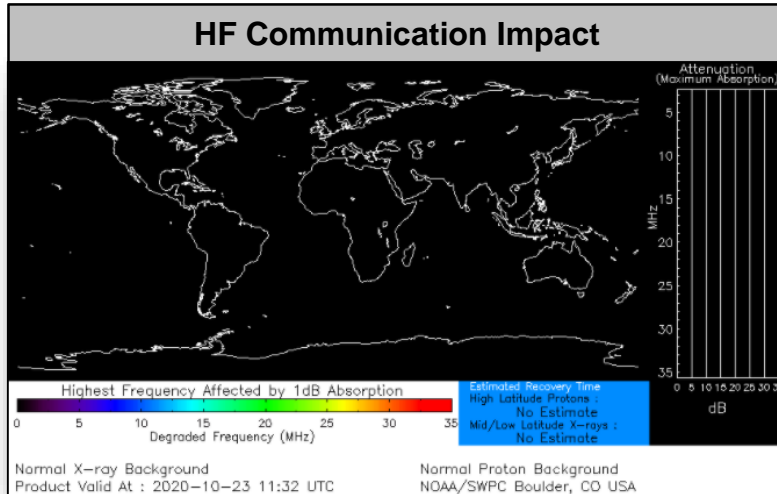 HF Communication Impact
Attenuation
(Maximum Absorption)
5
10
15
20
25
30
35
MHz
0 5 10 15 20 25 30
dB
Highest Frequency Affected by 1dB Absorption
0 5 10 15 20 25 30 35
Degraded Frequency (MHz)
Estimated Recovery Time
High Latitude Protons :
No Estimate
Mid/Low Latitude X-rays :
No Estimate
Normal X-ray Background
Product Valid At : 2020-10-23 11:32 UTC
Normal Proton Background
NOAA/SWPC Boulder, CO USA